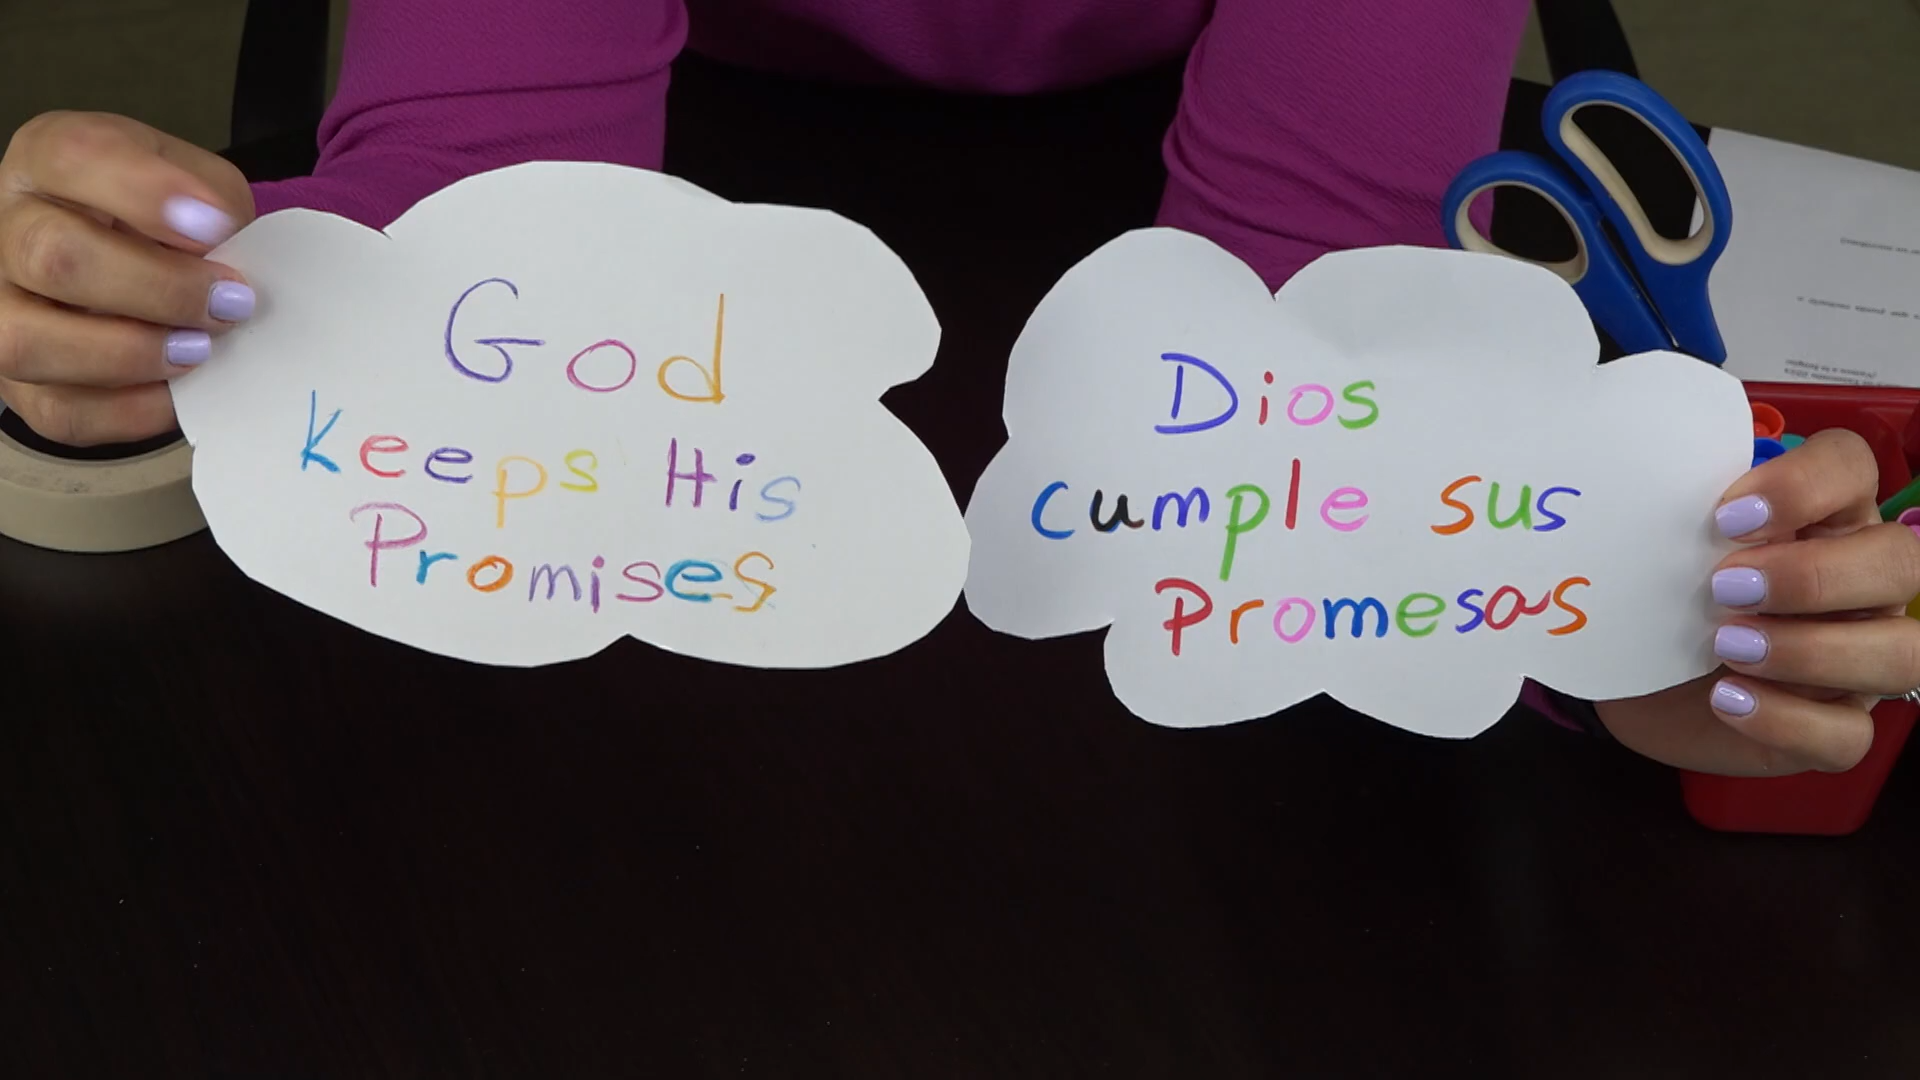 God
Keeps His
Promises
Dios
cumple sus
Promesas